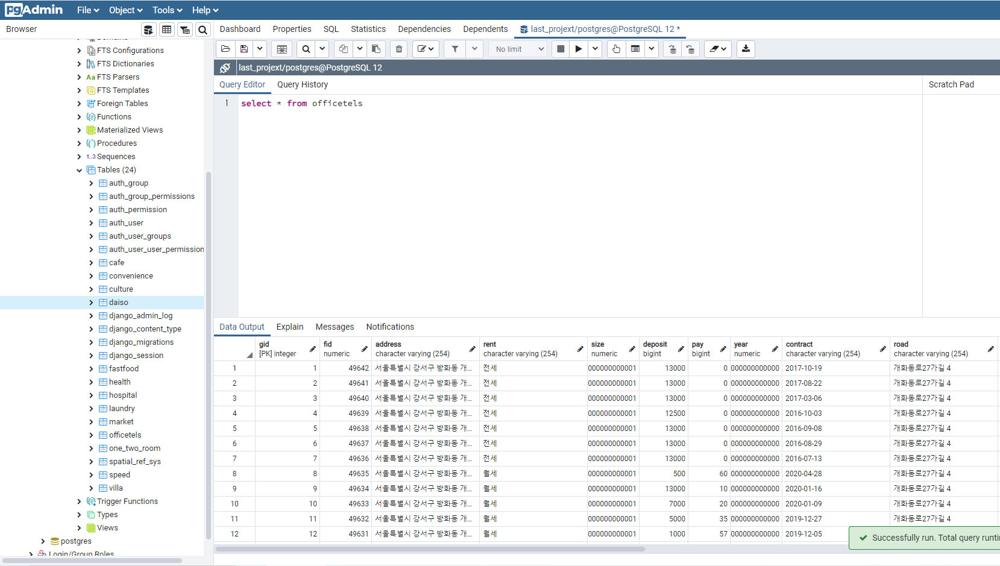 pgAdmin File Object Tools Help
Browser
Dashboard Properties SQL Statistics Dependencies Dependents last_projext/postgres@PostgreSQL 12 *
No limit
last_projext/postgres@PostgreSQL 12
Query Editor Query History
Scratch Pad
1 select * from officetels
Domains
FTS Configurations
FTS Dictionaries
Aa FTS Parsers
FTS Templates
Foreign Tables
Functions
Materialized Views
Procedures
1..3 Sequences
Tables (24)
auth_group
auth_group_permissions
auth_permission
auth_user
auth_user_groups
auth_user_user_permission
cafe
convenience
culture
daiso
django_admin_log
django_content_type
django_migrations
django_session
fastfood
health
hospital
laundry
market
officetels
one_two_room
spatial_ref_sys
speed
villa
Trigger Functions
Types
Views
postgres
Login/Group Roles
Data Output Explain Messages Notifications
gid fid address rent size deposit pay year contract road
[PK] integer numeric character varying (254) character varying (254) numeric bigint bigint numeric character varying (254) character varying (254)
1 1 49642 서울특별시 강서구 방화동 개... 전세 000000000001 13000 0 000000000000 2017-10-19 개화동로27가길 4
2 2 49641 서울특별시 강서구 방화동 개... 전세 000000000001 13000 0 000000000000 2017-08-22 개화동로27가길 4
3 3 49640 서울특별시 강서구 방화동 개... 전세 000000000001 13000 0 000000000000 2017-03-06 개화동로27가길 4
4 4 49639 서울특별시 강서구 방화동 개... 전세 000000000001 12500 0 000000000000 2016-10-03 개화동로27가길 4
5 5 49638 서울특별시 강서구 방화동 개... 전세 000000000001 13000 0 000000000000 2016-09-08 개화동로27가길 4
6 6 49637 서울특별시 강서구 방화동 개... 전세 000000000001 13000 0 000000000000 2016-08-29 개화동로27가길 4
7 7 49636 서울특별시 강서구 방화동 개... 전세 000000000001 13000 0 000000000000 2016-07-13 개화동로27가길 4
8 8 49635 서울특별시 강서구 방화동 개... 월세 000000000001 500 60 000000000000 2020-04-28 개화동로27가길 4
9 9 49634 서울특별시 강서구 방화동 개... 월세 000000000001 13000 10 000000000000 2020-01-16 개화동로27가길 4
10 10 49633 서울특별시 강서구 방화동 개... 월세 000000000001 7000 20 000000000000 2020-01-09 개화동로27가길 4
11 11 49632 서울특별시 강서구 방화동 개... 월세 000000000001 5000 35 000000000000 2019-12-27 개화동로27가길 4
12 12 49631 서울특별시 강서구 방화동 개... 월세 000000000001 1000 57 000000000000 2019-12-05
Successfully run. Total query runti